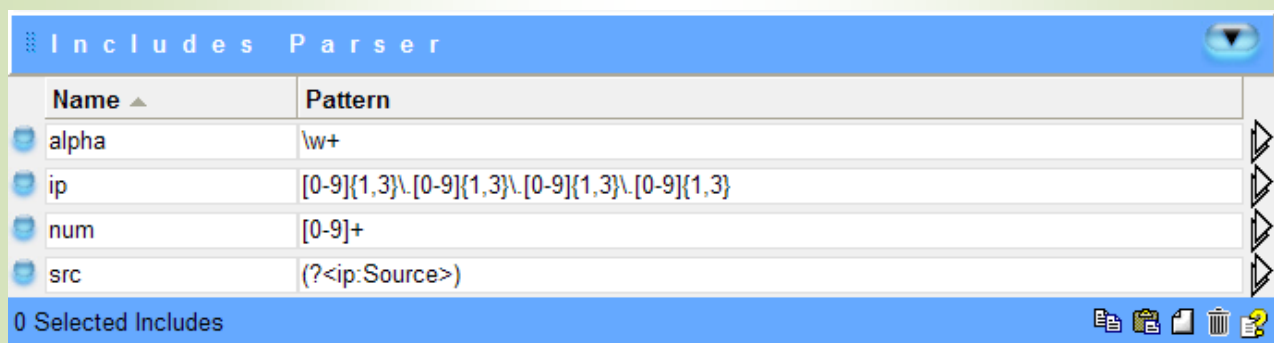 Includes Parser
Name Pattern
alpha \w+
ip [0-9]{1,3}\.[0-9]{1,3}\.[0-9]{1,3}\.[0-9]{1,3}
num [0-9]+
src (?<ip:Source>)
0 Selected Includes